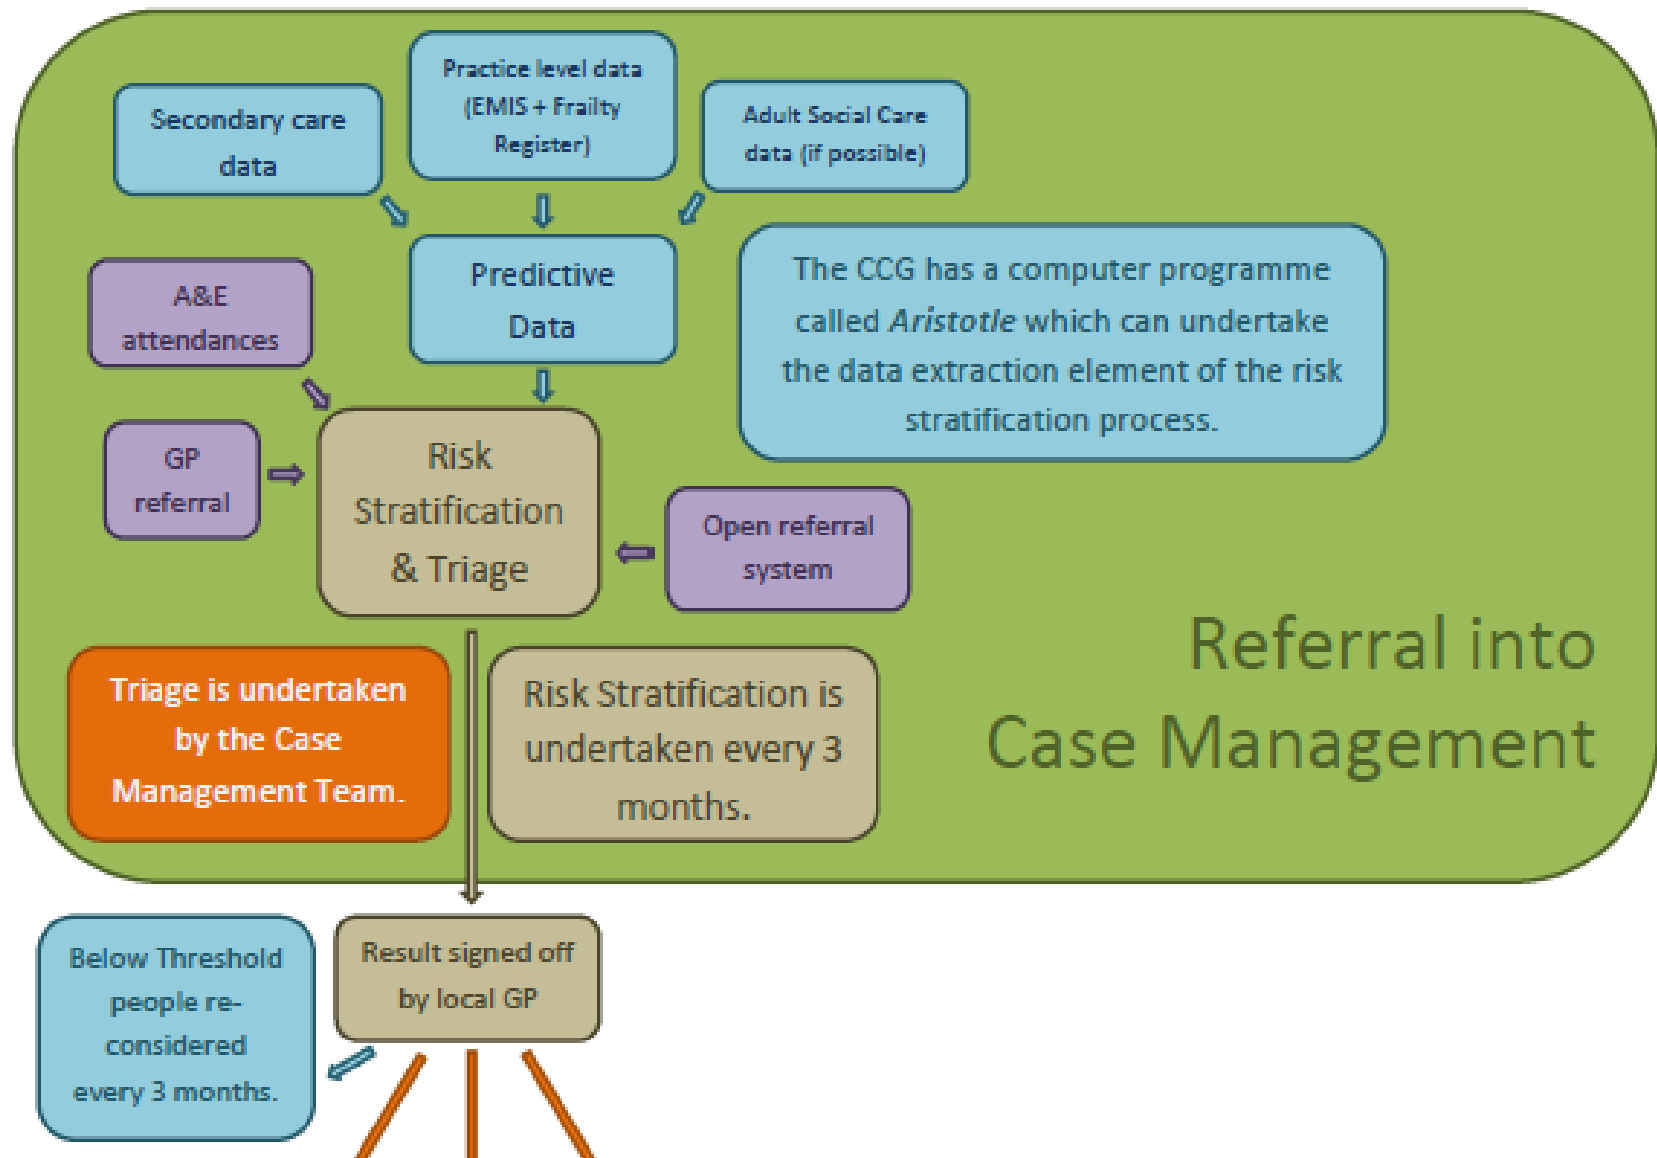 Practice level data
(EMIS + Frailty
Register)
Secondary care
data
Adult Social Care
data (if possible)
Predictive
Data
The CCG has a computer programme
called Aristotle which can undertake
the data extraction element of the risk
stratification process.
A&E
attendances
GP
referral
Risk
Stratification
& Triage
Open referral
system
Referral into
Case Management
Triage is undertaken
by the Case
Management Team.
Risk Stratification is
undertaken every 3
months.
Below Threshold
people re-
considered
every 3 months.
Result signed off
by local GP